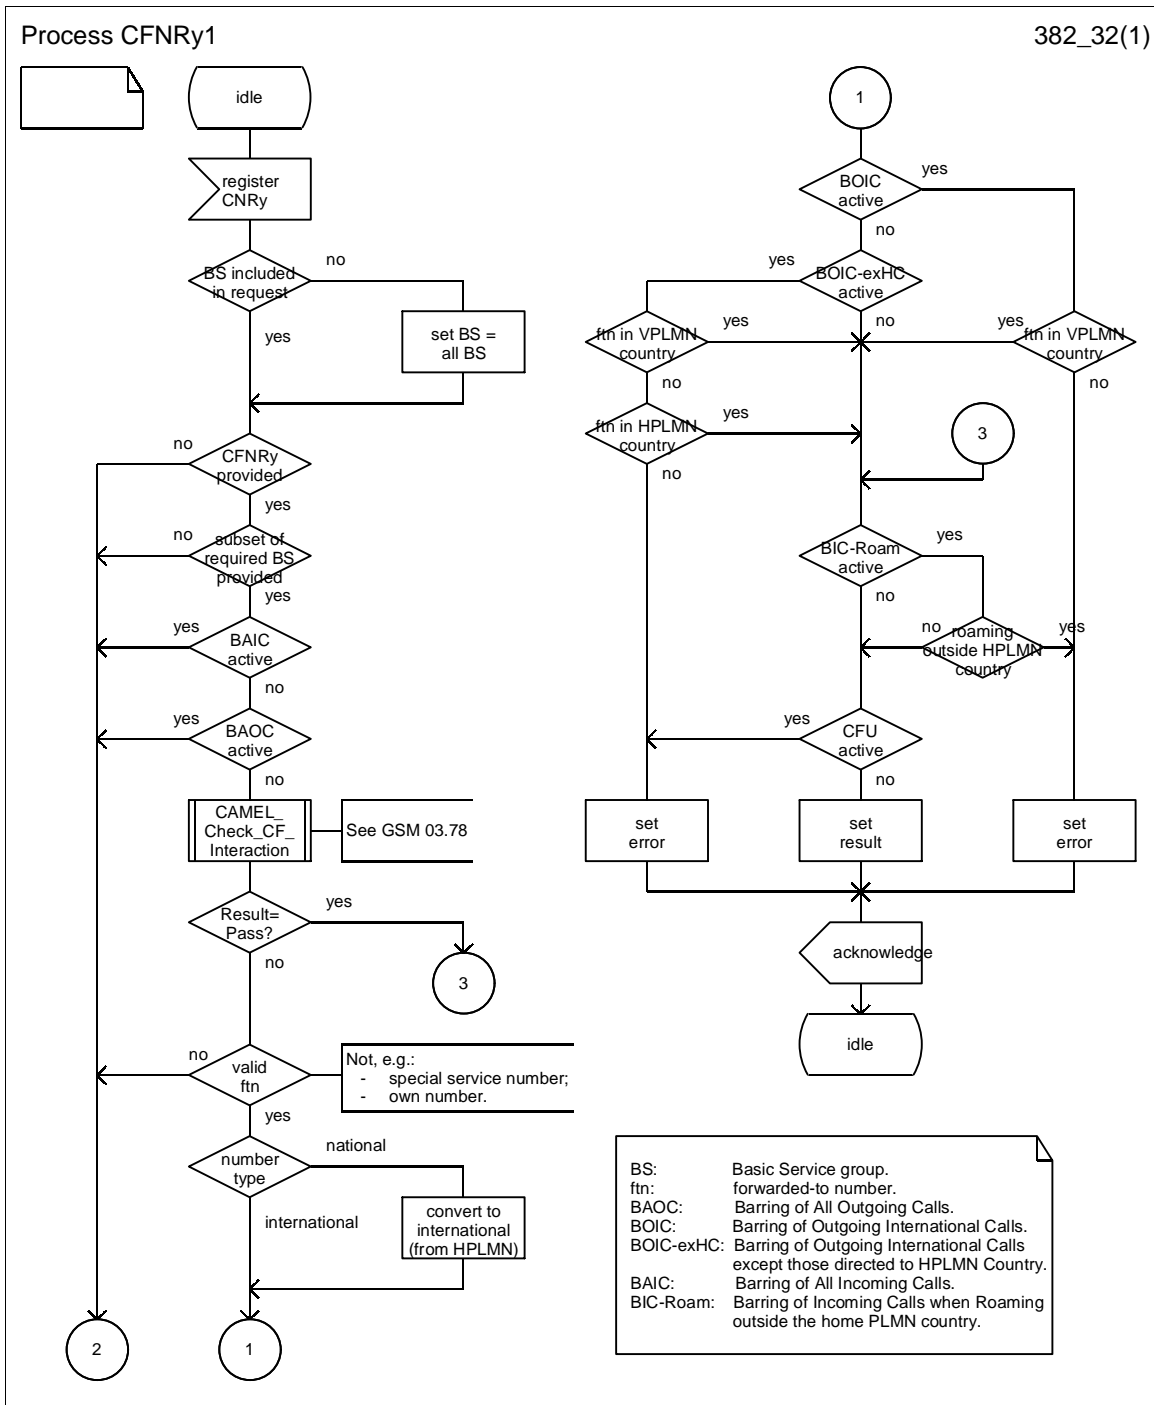 Process CFNRy1
382_32(1)
idle
register
CNRy
BS included
in request
no
yes
set BS =
all BS
no
CFNRy
provided
yes
no
subset of
required BS
provided
yes
yes
BAIC
active
no
yes
BAOC
active
no
CAMEL_
Check_CF_
Interaction
See GSM 03.78
Result=
Pass?
yes
no
3
no
valid
ftn
Not, e.g.:
- special service number;
- own number.
yes
number
type
national
international
convert to
international
(from HPLMN)
2
1
1
BOIC
active
yes
no
yes
BOIC-exHC
active
no
ftn in VPLMN
country
yes
no
yes
ftn in VPLMN
country
no
ftn in HPLMN
country
yes
no
3
BIC-Roam
active
yes
no
no
roaming
outside HPLMN
country
yes
yes
CFU
active
no
set
error
set
result
set
error
acknowledge
idle
BS: Basic Service group.
ftn: forwarded-to number.
BAOC: Barring of All Outgoing Calls.
BOIC: Barring of Outgoing International Calls.
BOIC-exHC: Barring of Outgoing International Calls
except those directed to HPLMN Country.
BAIC: Barring of All Incoming Calls.
BIC-Roam: Barring of Incoming Calls when Roaming
outside the home PLMN country.